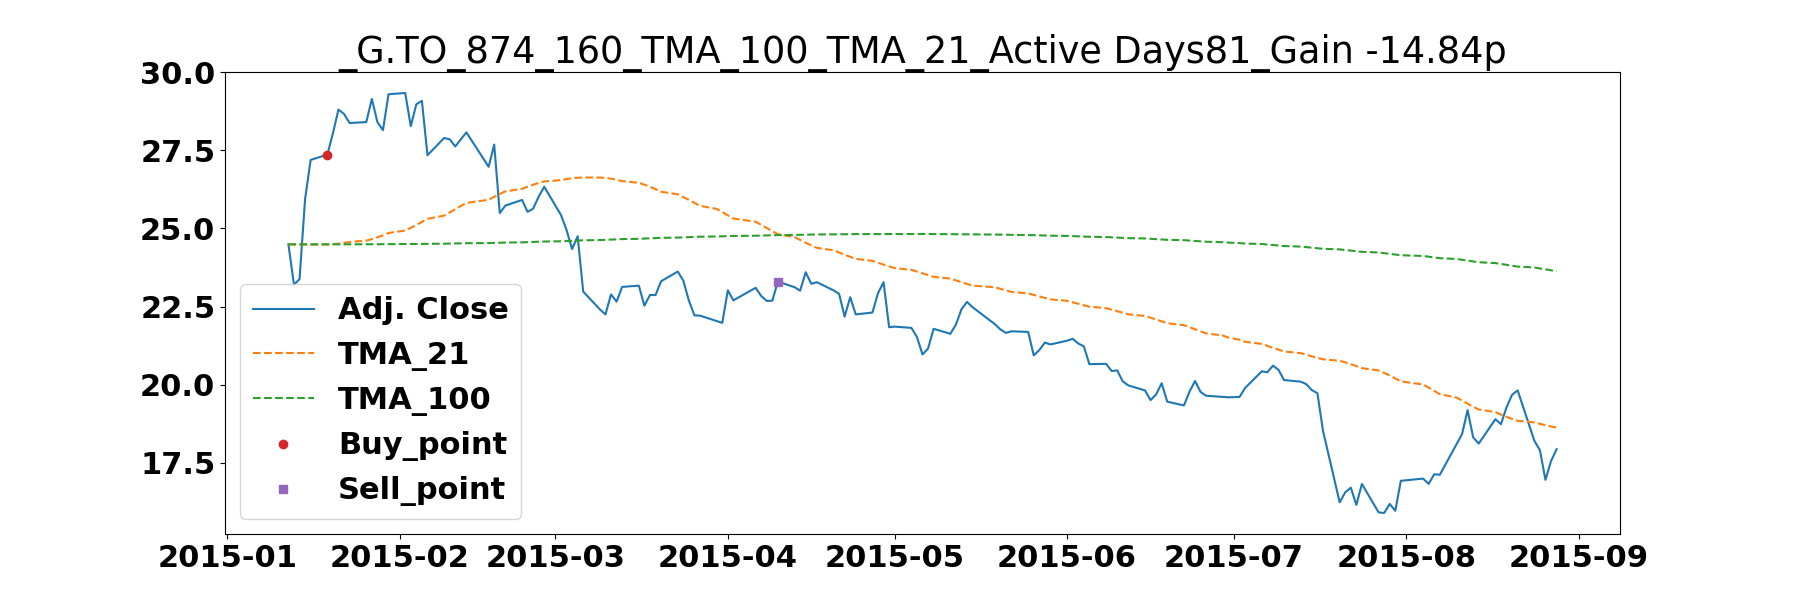 _G.TO_874_160_TMA_100_TMA_21_Active Days81_Gain -14.84p
30.0
27.5
25.0
22.5
20.0
17.5
Adj. Close
TMA_21
TMA_100
Buy_point
Sell_point
2015-01 2015-02 2015-03 2015-04 2015-05 2015-06 2015-07 2015-08 2015-09